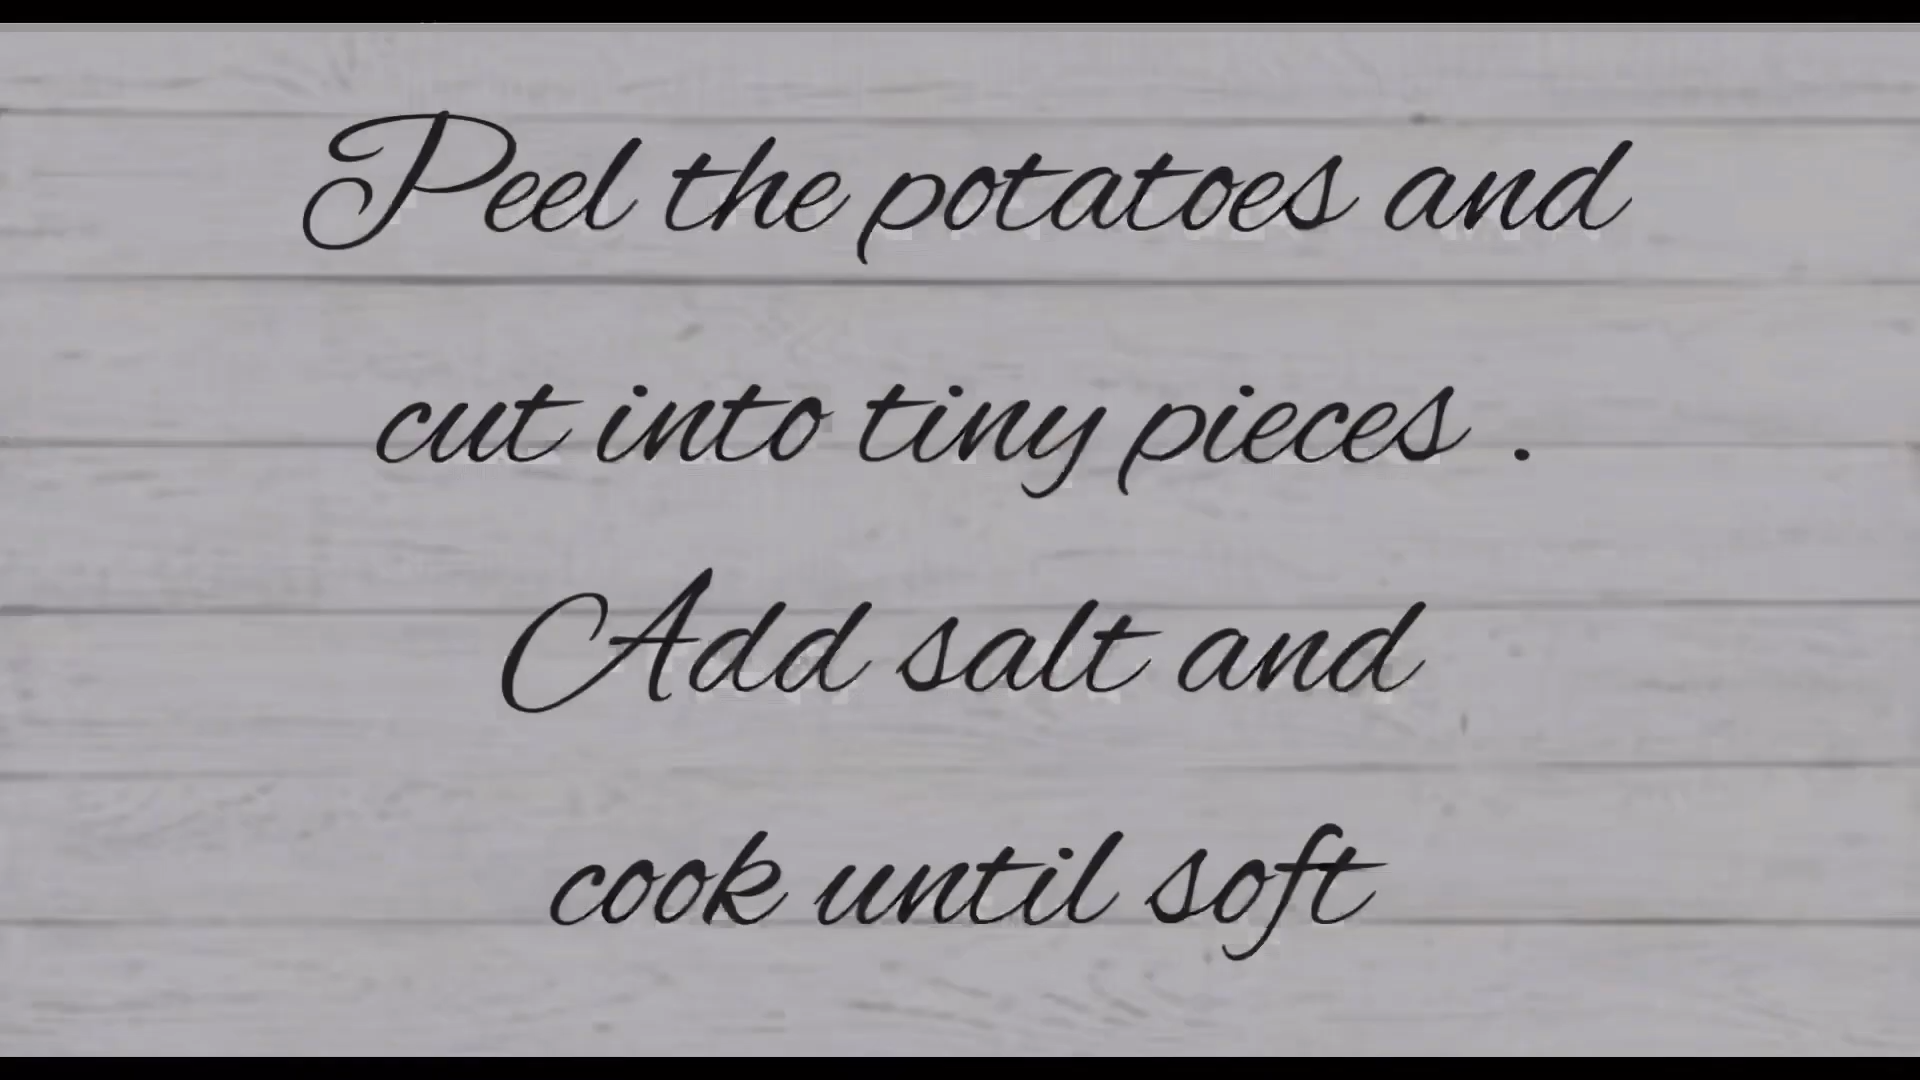 Peel the potatoes and
cut into tiny pieces .
Add salt and
cook until soft